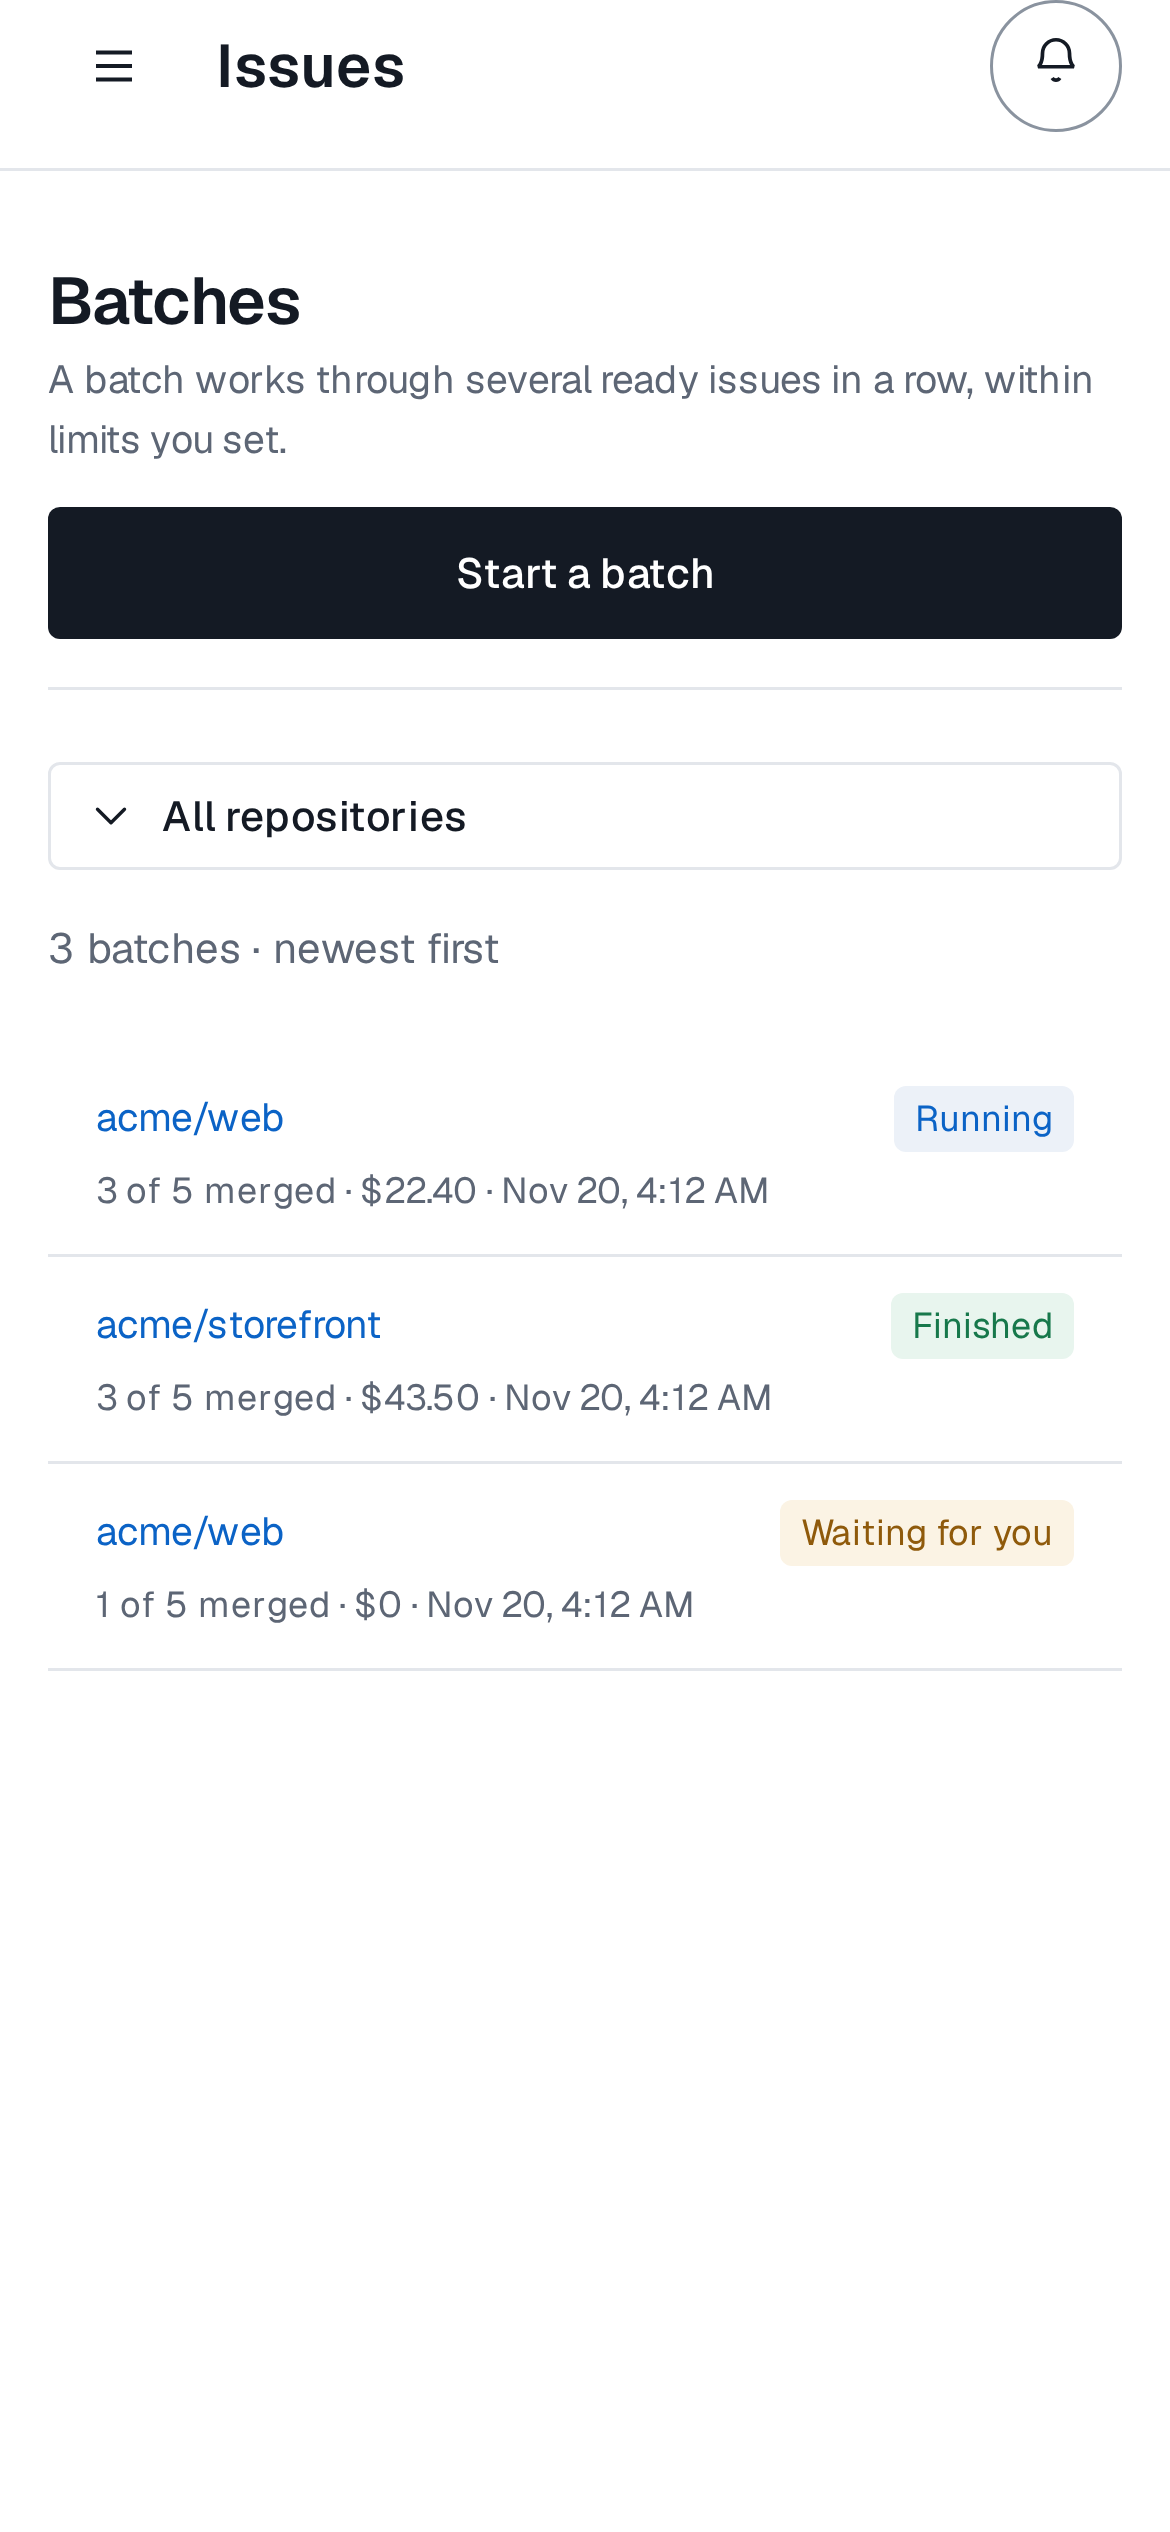 Issues
Batches
A batch works through several ready issues in a row, within
limits you set.
Start a batch
All repositories
3 batches · newest first
acme/web
Running
3 of 5 merged · $22.40 · Nov 20, 4:12 AM
acme/storefront
Finished
3 of 5 merged · $43.50 · Nov 20, 4:12 AM
acme/web
Waiting for you
1 of 5 merged · $0 · Nov 20, 4:12 AM